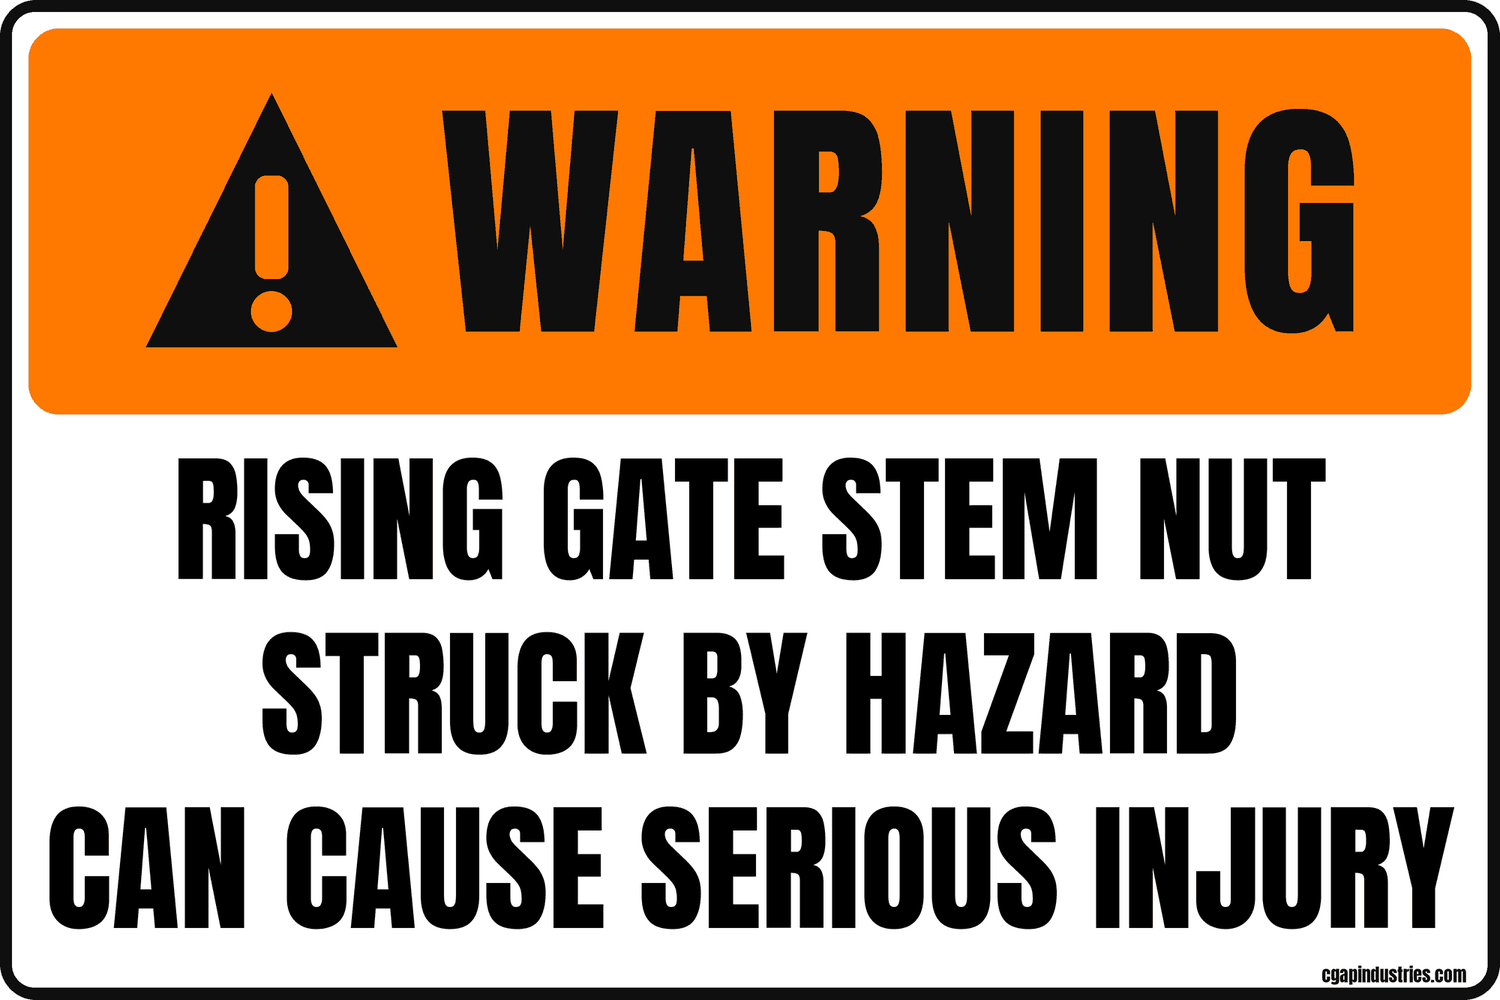 WARNING
RISING GATE STEM NUT
STRUCK BY HAZARD
CAN CAUSE SERIOUS INJURY
cgapindustries.com